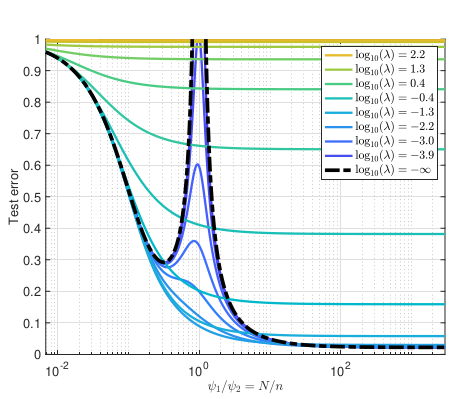 1
0.9
0.8
0.7
0.6
0.5
0.4
0.3
0.2
0.1
0
Test error
10^-2
10^0
10^2
ψ₁/ψ₂ = N/n
log₁₀(λ) = 2.2
log₁₀(λ) = 1.3
log₁₀(λ) = 0.4
log₁₀(λ) = −0.4
log₁₀(λ) = −1.3
log₁₀(λ) = −2.2
log₁₀(λ) = −3.0
log₁₀(λ) = −3.9
log₁₀(λ) = −∞